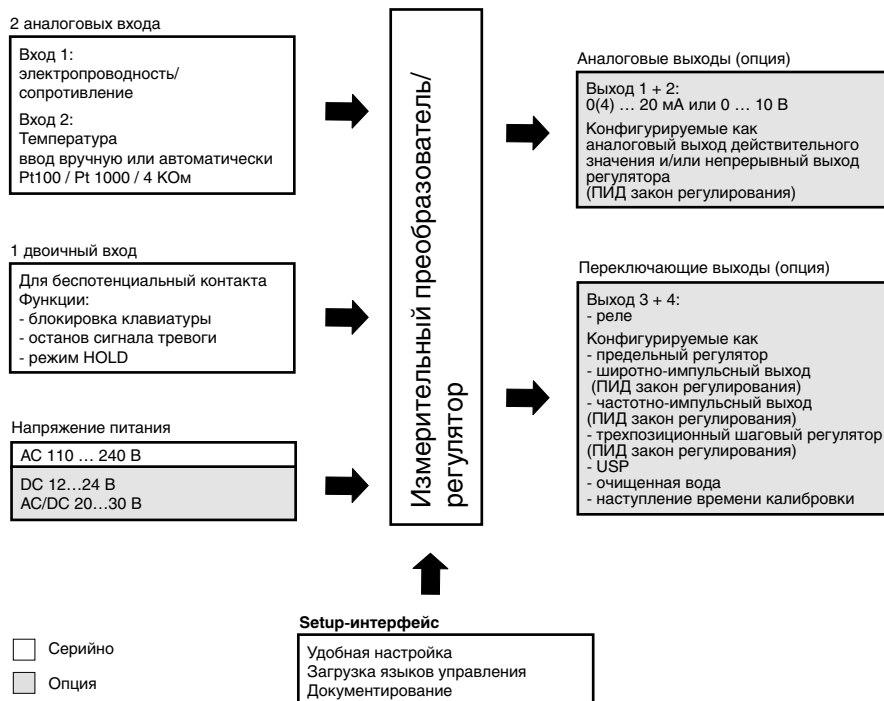 2 аналоговых входа
Вход 1:
электропроводность/
сопротивление
Вход 2:
Температура
ввод вручную или автоматически
Pt100 / Pt 1000 / 4 КОм
1 двоичный вход
Для беспотенциальный контакта
Функции:
- блокировка клавиатуры
- останов сигнала тревоги
- режим HOLD
Напряжение питания
AC 110 … 240 В
DC 12…24 В
AC/DC 20…30 В
Измерительный преобразователь/
регулятор
Аналоговые выходы (опция)
Выход 1 + 2:
0(4) … 20 мА или 0 … 10 В
Конфигурируемые как
аналоговый выход действительного
значения и/или непрерывный выход
регулятора
(ПИД закон регулирования)
Переключающие выходы (опция)
Выход 3 + 4:
- реле
Конфигурируемые как
- предельный регулятор
- широтно-импульсный выход
(ПИД закон регулирования)
- частотно-импульсный выход
(ПИД закон регулирования)
- трехпозиционный шаговый регулятор
(ПИД закон регулирования)
- USP
- очищенная вода
- наступление времени калибровки
Setup-интерфейс
Удобная настройка
Загрузка языков управления
Документирование
Серийно
Опция